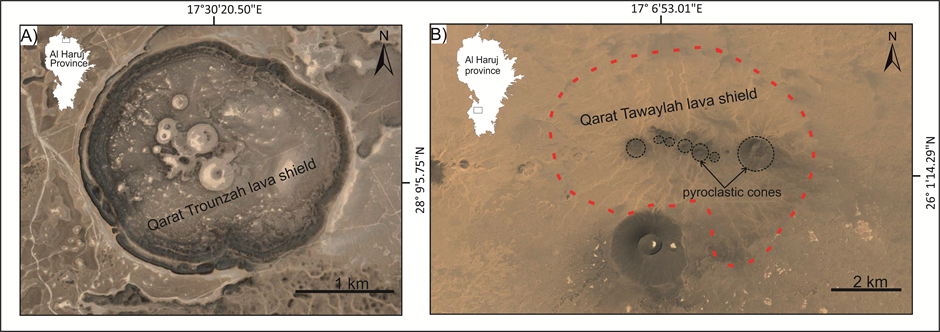 17°30'20.50"E
A)
Al Haruj
Province
N
Qarat Trounzah lava shield
1 km
28° 9'5.75"N
17° 6'53.01"E
B)
Al Haruj
province
N
Qarat Tawaylah lava shield
pyroclastic cones
2 km
26° 1'14.29"N